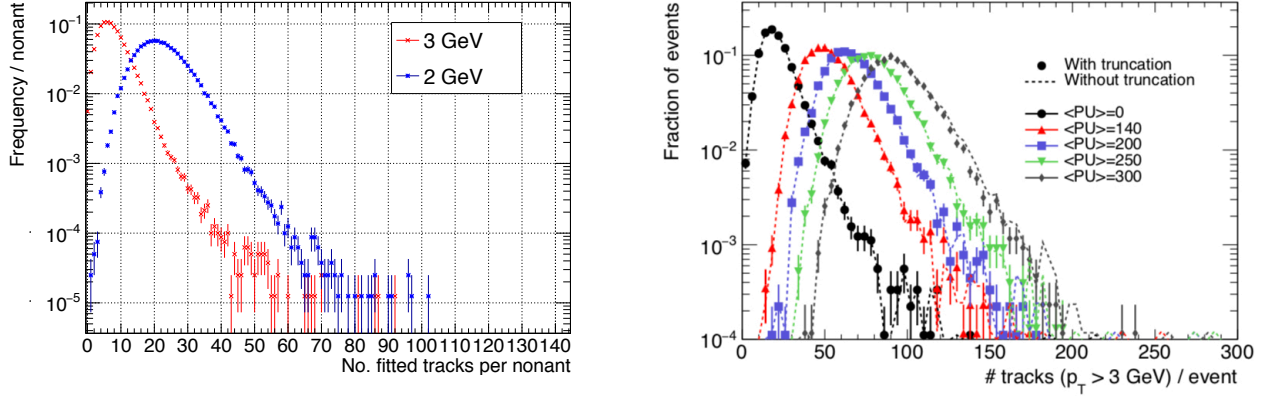 Frequency / nonant
10⁻¹
10⁻²
10⁻³
10⁻⁴
10⁻⁵
3 GeV
2 GeV
0 10 20 30 40 50 60 70 80 90 100 110 120 130 140
No. fitted tracks per nonant
Fraction of events
10⁻¹
10⁻²
10⁻³
10⁻⁴
With truncation
Without truncation
<PU>=0
<PU>=140
<PU>=200
<PU>=250
<PU>=300
0 50 100 150 200 250 300
# tracks (p_T > 3 GeV) / event